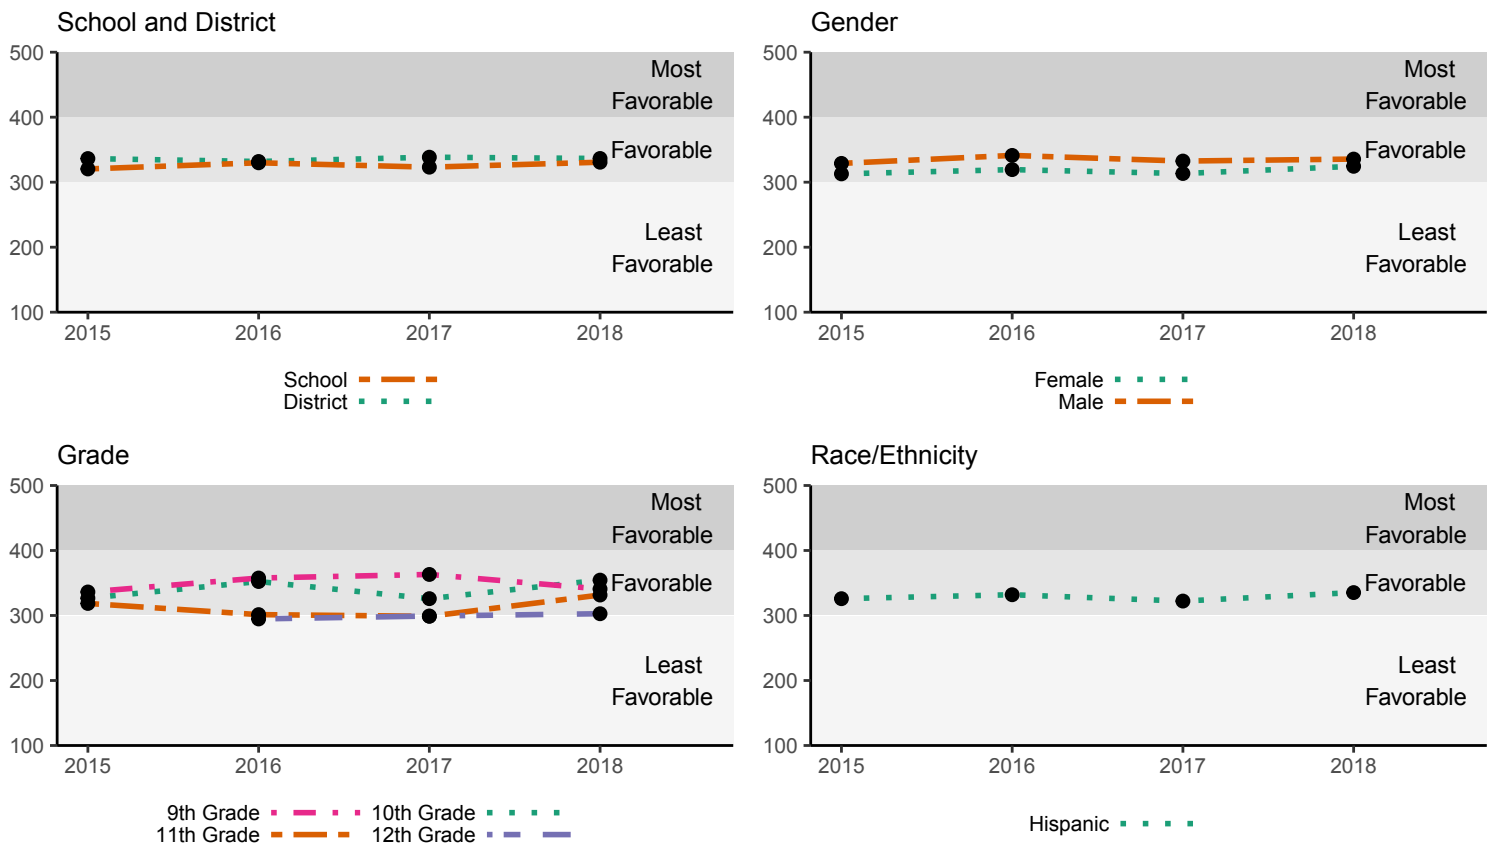 School and District
500
400
300
200
100
Most
Favorable
Favorable
Least
Favorable
2015 2016 2017 2018
School
District
Gender
500
400
300
200
100
Most
Favorable
Favorable
Least
Favorable
2015 2016 2017 2018
Female
Male
Grade
500
400
300
200
100
Most
Favorable
Favorable
Least
Favorable
2015 2016 2017 2018
9th Grade 10th Grade
11th Grade 12th Grade
Race/Ethnicity
500
400
300
200
100
Most
Favorable
Favorable
Least
Favorable
2015 2016 2017 2018
Hispanic